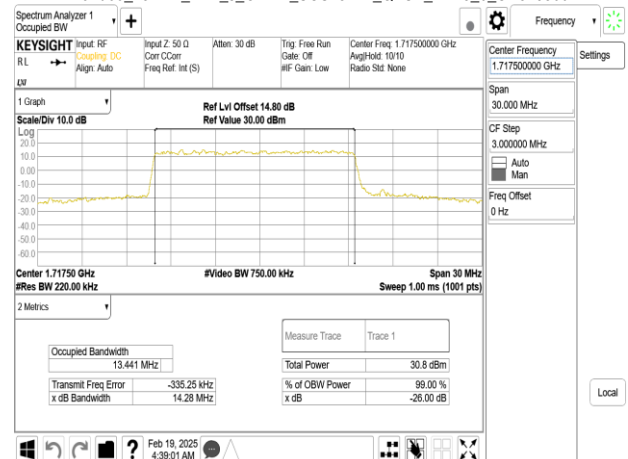 Spectrum Analyzer 1
Occupied BW
Frequency
KEYSIGHT
RL
Input: RF
Coupling: DC
Align: Auto
Input Z: 50 Ω
Corr CCorr
Freq Ref: Int (S)
Atten: 30 dB
Trig: Free Run
Gate: Off
#IF Gain: Low
Center Freq: 1.717500000 GHz
Avg|Hold: 10/10
Radio Std: None
Center Frequency
1.717500000 GHz
Settings
Span
30.000 MHz
CF Step
3.000000 MHz
Auto
Man
Freq Offset
0 Hz
Local
1 Graph
Scale/Div 10.0 dB
Ref Lvl Offset 14.80 dB
Ref Value 30.00 dBm
Log
20.0
10.0
0.00
-10.0
-20.0
-30.0
-40.0
-50.0
-60.0
Center 1.71750 GHz
#Video BW 750.00 kHz
Span 30 MHz
#Res BW 220.00 kHz
Sweep 1.00 ms (1001 pts)
2 Metrics
Measure Trace
Trace 1
Occupied Bandwidth
13.441 MHz
Total Power
30.8 dBm
Transmit Freq Error
-335.25 kHz
% of OBW Power
99.00 %
x dB Bandwidth
14.28 MHz
x dB
-26.00 dB
?
Feb 19, 2025
4:39:01 AM